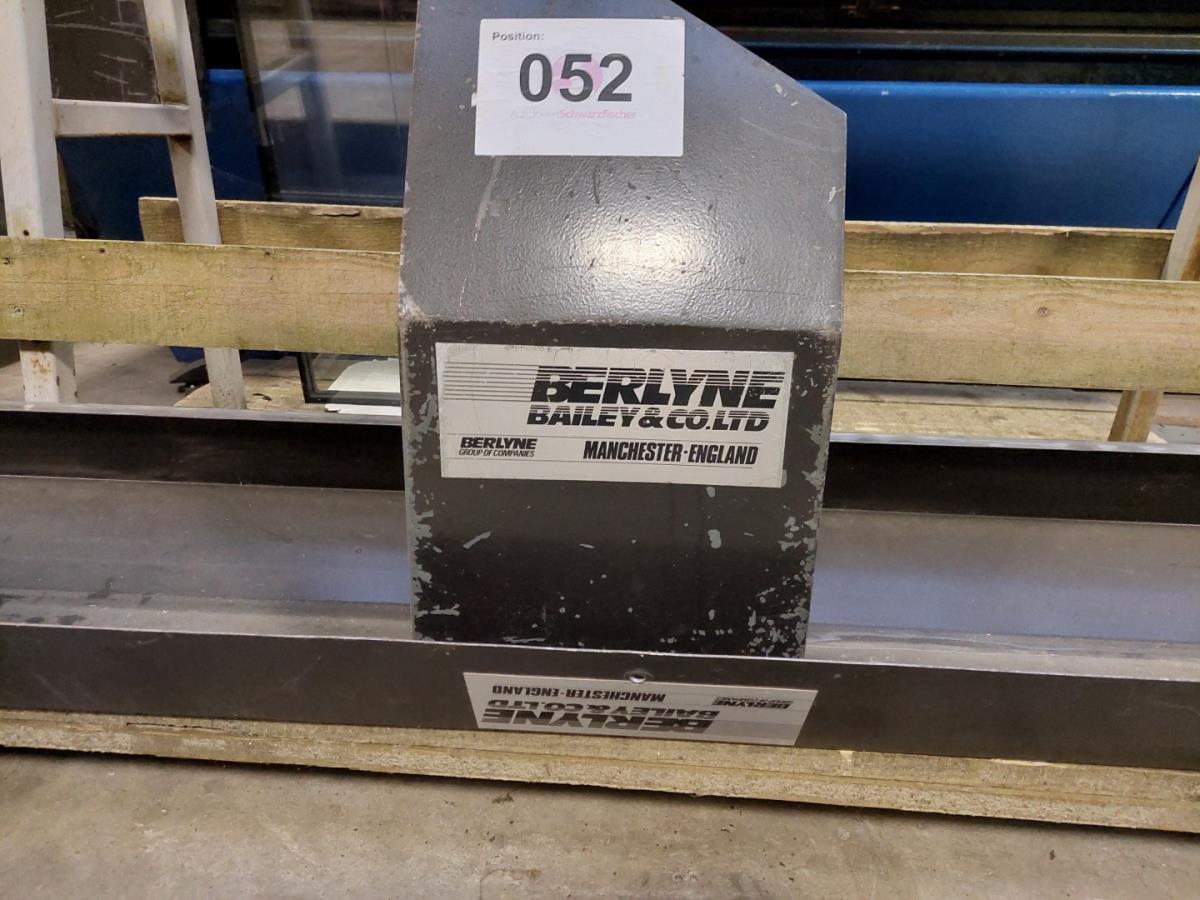 Position:
052
Schwarzfischer
BERLYNE
BAILEY & CO. LTD
BERLYNE
GROUP OF COMPANIES
MANCHESTER - ENGLAND
BERLYNE
BAILEY & CO. LTD
BERLYNE
MANCHESTER - ENGLAND